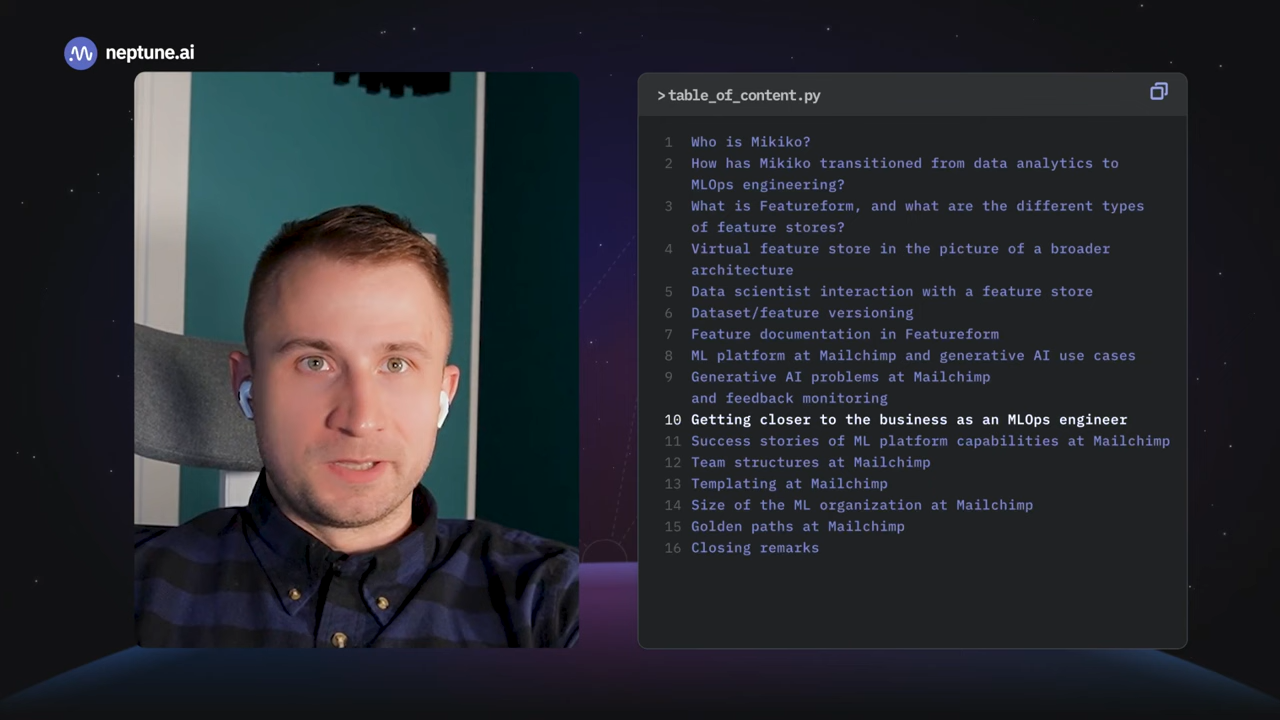 neptune.ai
>table_of_content.py
1 Who is Mikiko?
2 How has Mikiko transitioned from data analytics to
MLOps engineering?
3 What is Featureform, and what are the different types
of feature stores?
4 Virtual feature store in the picture of a broader
architecture
5 Data scientist interaction with a feature store
6 Dataset/feature versioning
7 Feature documentation in Featureform
8 ML platform at Mailchimp and generative AI use cases
9 Generative AI problems at Mailchimp
and feedback monitoring
10 Getting closer to the business as an MLOps engineer
11 Success stories of ML platform capabilities at Mailchimp
12 Team structures at Mailchimp
13 Templating at Mailchimp
14 Size of the ML organization at Mailchimp
15 Golden paths at Mailchimp
16 Closing remarks